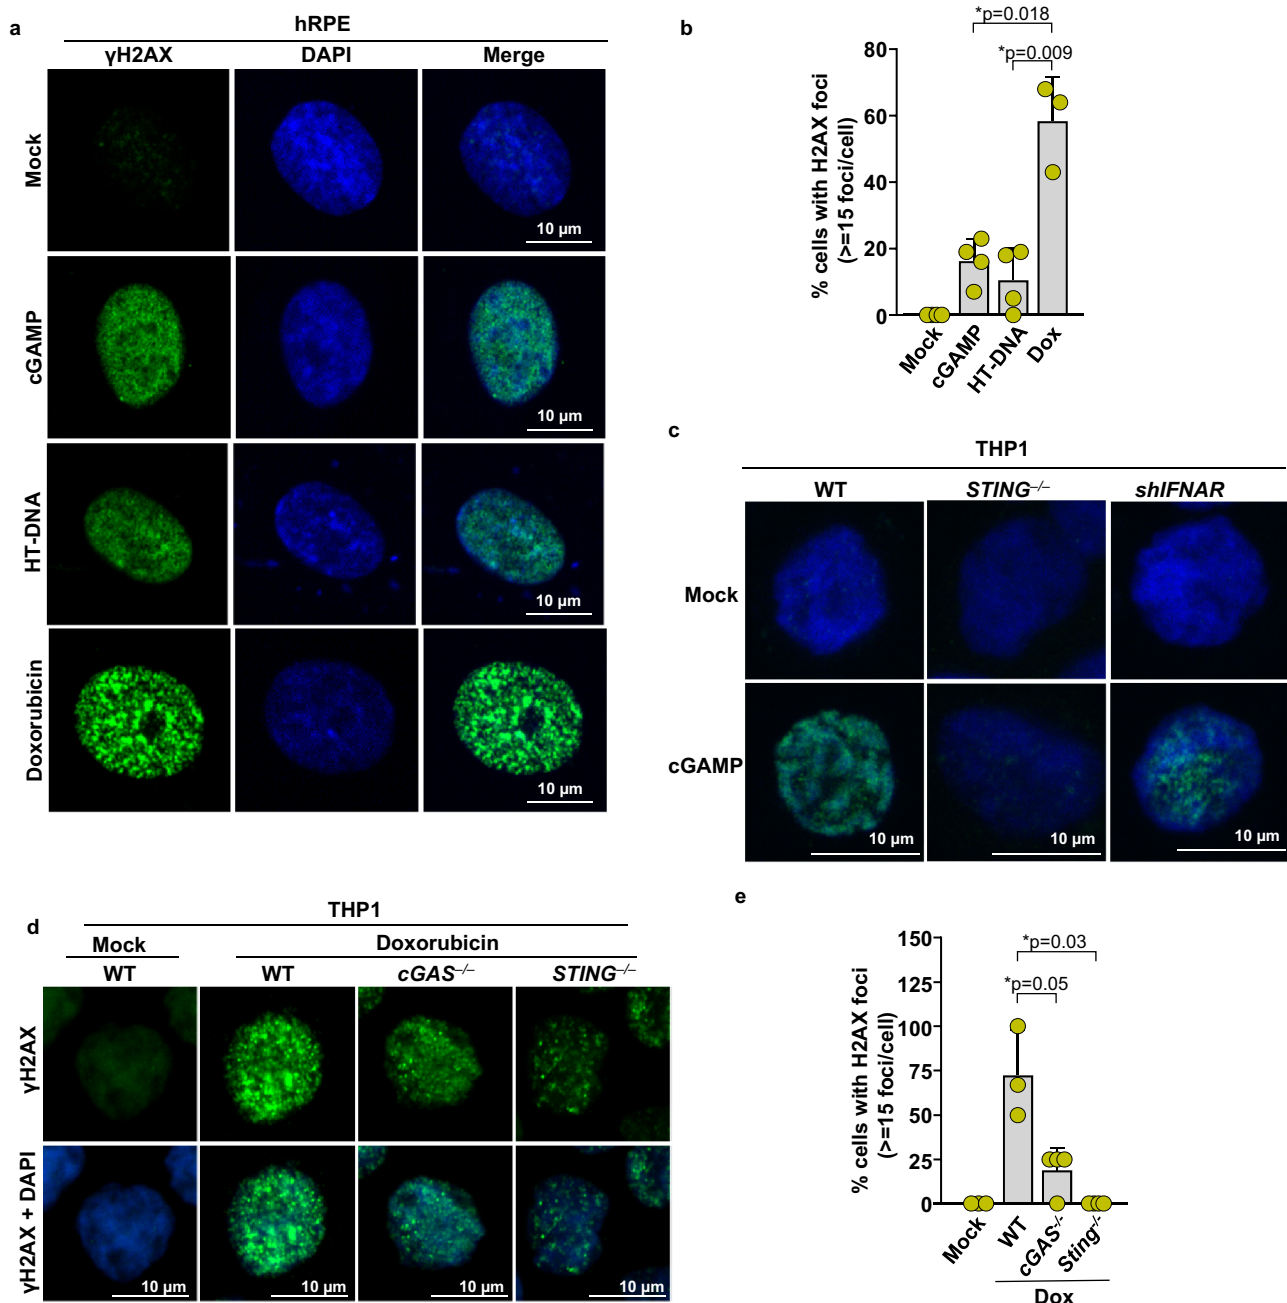 a
hRPE
γH2AX DAPI Merge
Mock
10 μm
cGAMP
10 μm
HT-DNA
10 μm
Doxorubicin
10 μm
b
*p=0.018
*p=0.009
% cells with H2AX foci
(>=15 foci/cell)
80
60
40
20
0
Mock
cGAMP
HT-DNA
Dox
c
THP1
WT STING–/– shIFNAR
Mock
cGAMP
10 μm 10 μm 10 μm
d
THP1
Mock Doxorubicin
WT WT cGAS–/– STING–/–
γH2AX
γH2AX + DAPI
10 μm 10 μm 10 μm 10 μm
e
*p=0.03
*p=0.05
% cells with H2AX foci
(>=15 foci/cell)
150
125
100
75
50
25
0
Mock
WT
cGAS-/-
Sting-/-
Dox